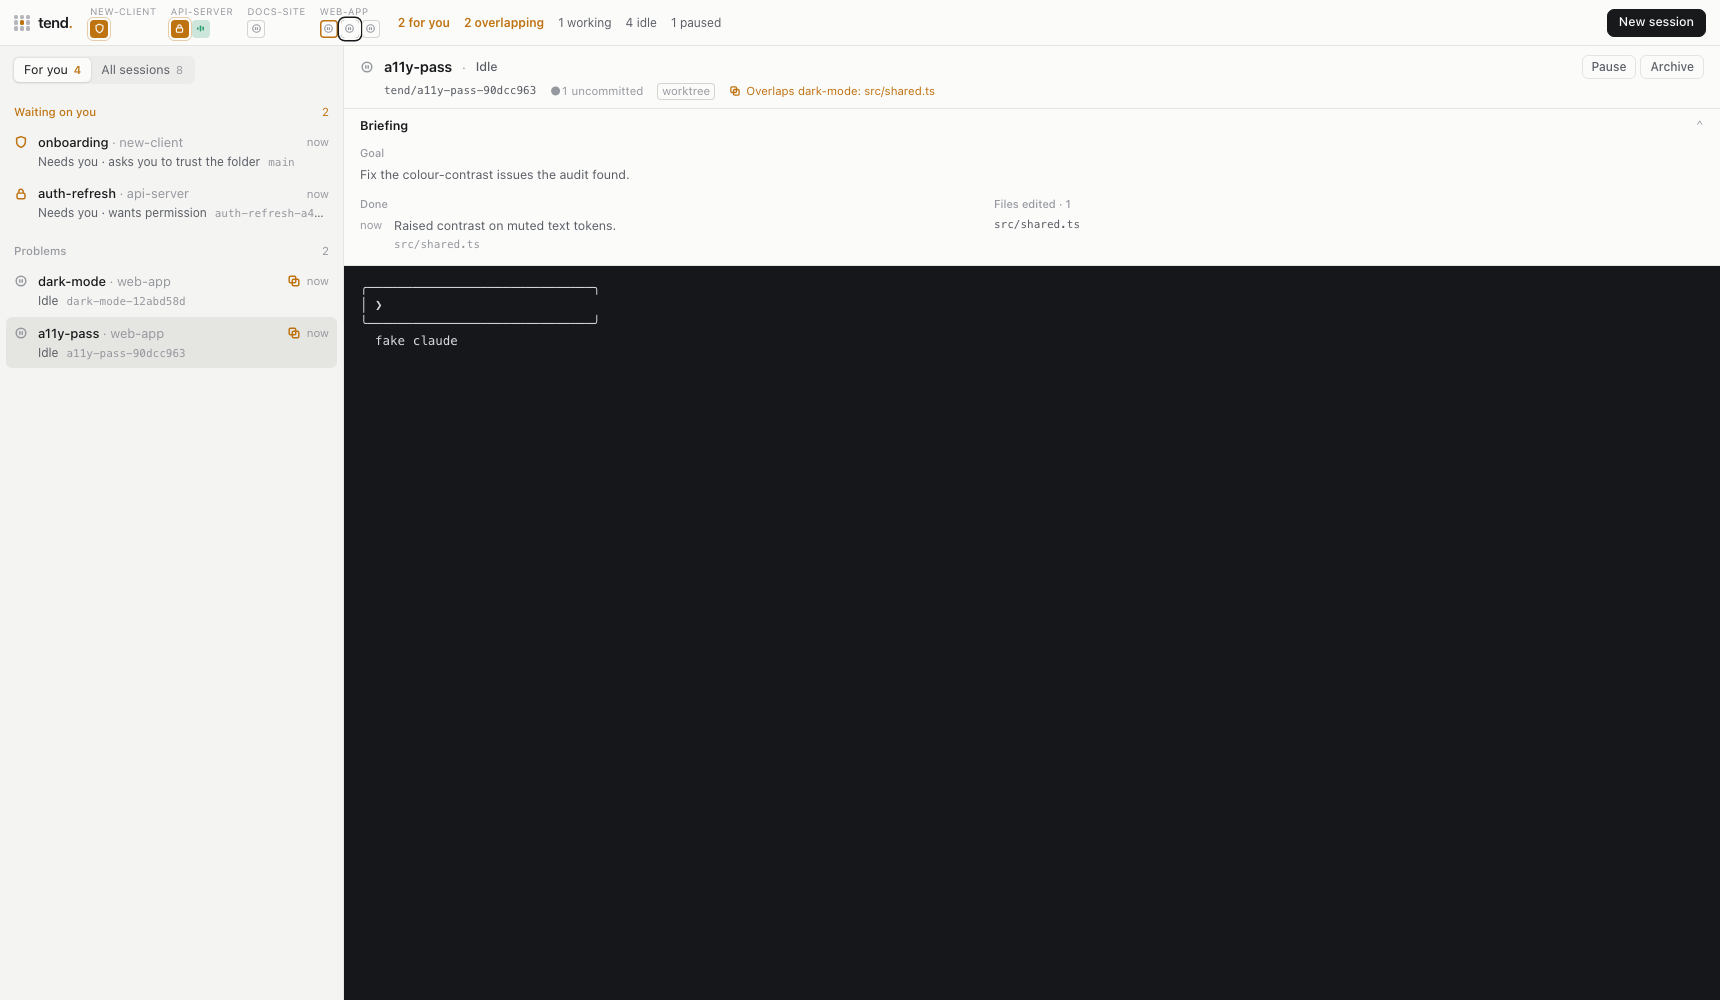 tend.
NEW-CLIENT
API-SERVER
DOCS-SITE
WEB-APP
2 for you
2 overlapping
1 working
4 idle
1 paused
New session
For you 4
All sessions 8
Waiting on you 2
onboarding · new-client now
Needs you · asks you to trust the folder main
auth-refresh · api-server now
Needs you · wants permission auth-refresh-a4…
Problems 2
dark-mode · web-app now
Idle dark-mode-12abd58d
a11y-pass · web-app now
Idle a11y-pass-90dcc963
a11y-pass · Idle
Pause
Archive
tend/a11y-pass-90dcc963 1 uncommitted worktree Overlaps dark-mode: src/shared.ts
Briefing
Goal
Fix the colour-contrast issues the audit found.
Done
now Raised contrast on muted text tokens.
src/shared.ts
Files edited · 1
src/shared.ts
❯
fake claude